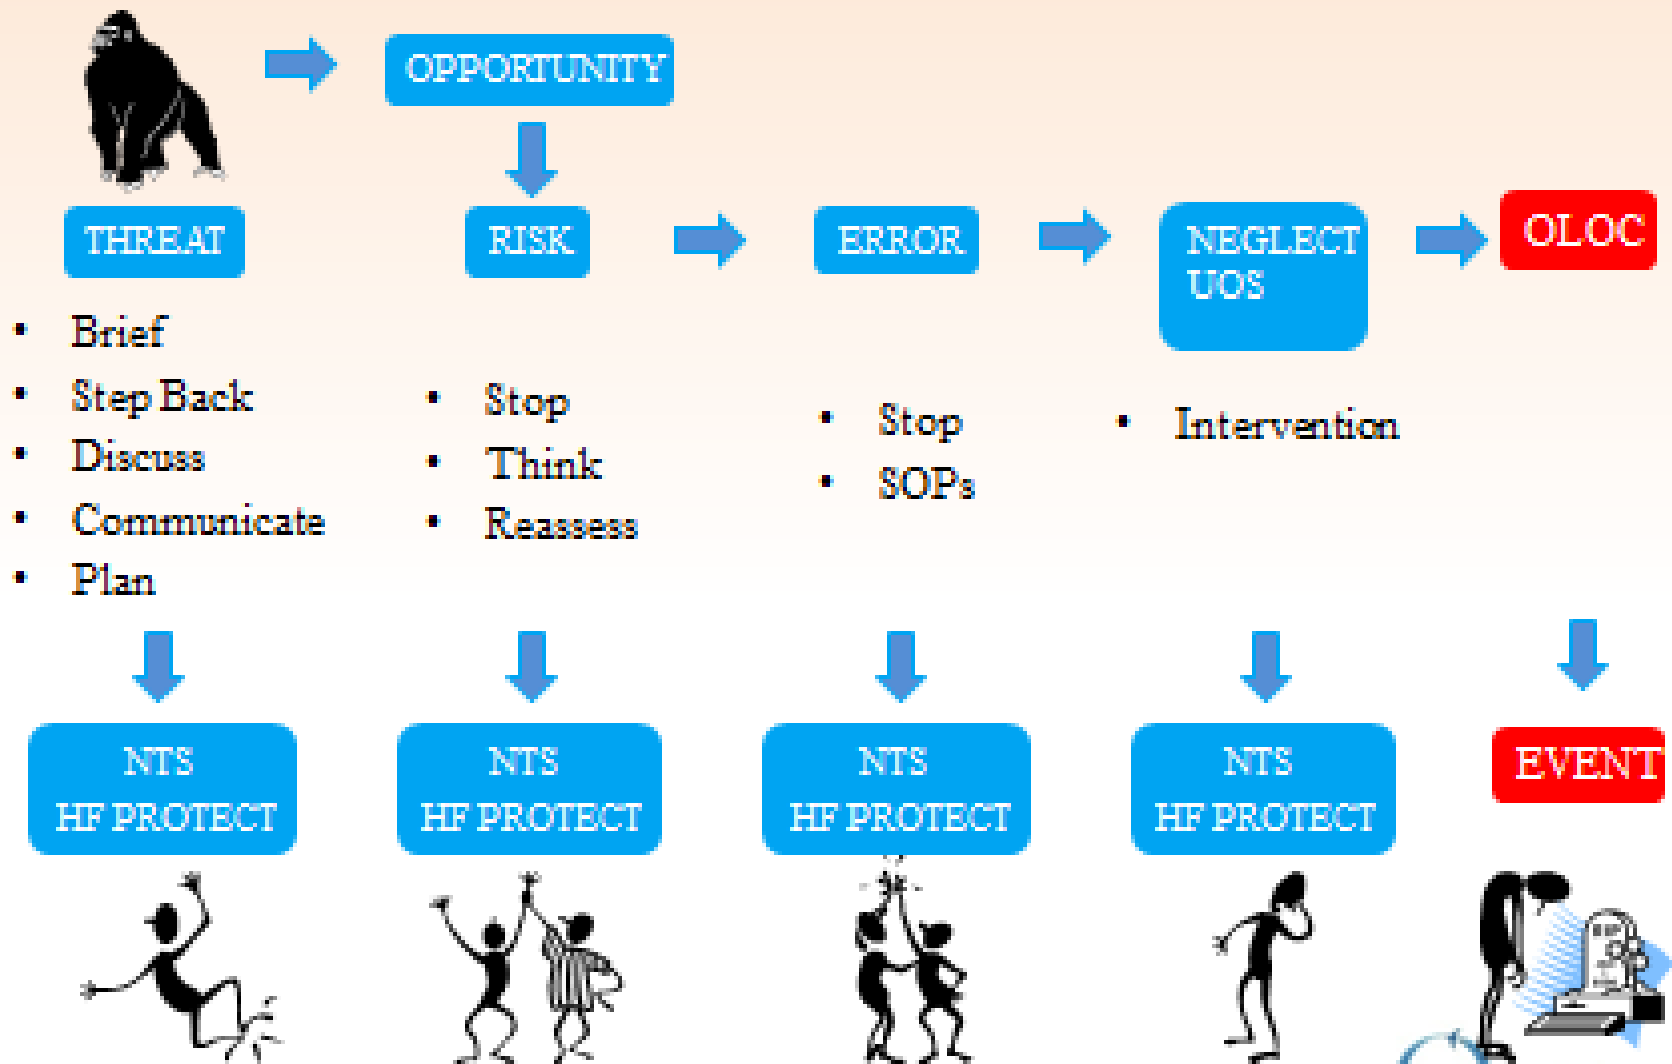 OPPORTUNITY
THREAT
RISK
ERROR
NEGLECT
UOS
OLOC
• Brief
• Step Back
• Discuss
• Communicate
• Plan
• Stop
• Think
• Reassess
• Stop
• SOPs
• Intervention
NTS
HF PROTECT
NTS
HF PROTECT
NTS
HF PROTECT
NTS
HF PROTECT
EVENT